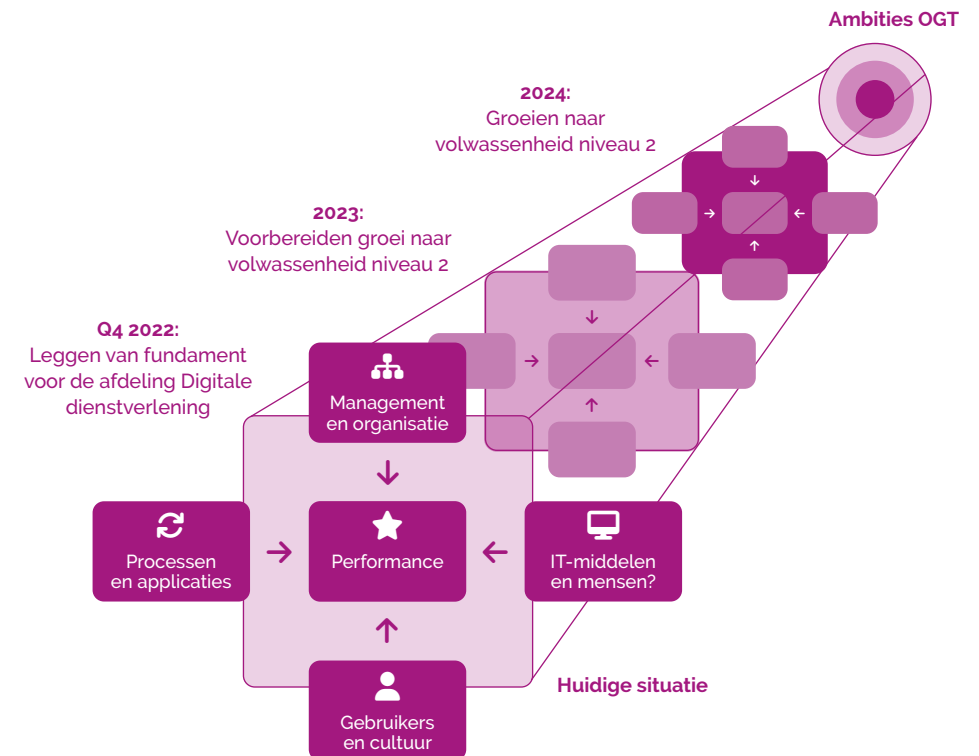 Ambities OGT
2024:
Groeien naar
volwassenheid niveau 2
2023:
Voorbereiden groei naar
volwassenheid niveau 2
Q4 2022:
Leggen van fundament
voor de afdeling Digitale
dienstverlening
Management
en organisatie
Processen
en applicaties
Performance
IT-middelen
en mensen?
Huidige situatie
Gebruikers
en cultuur